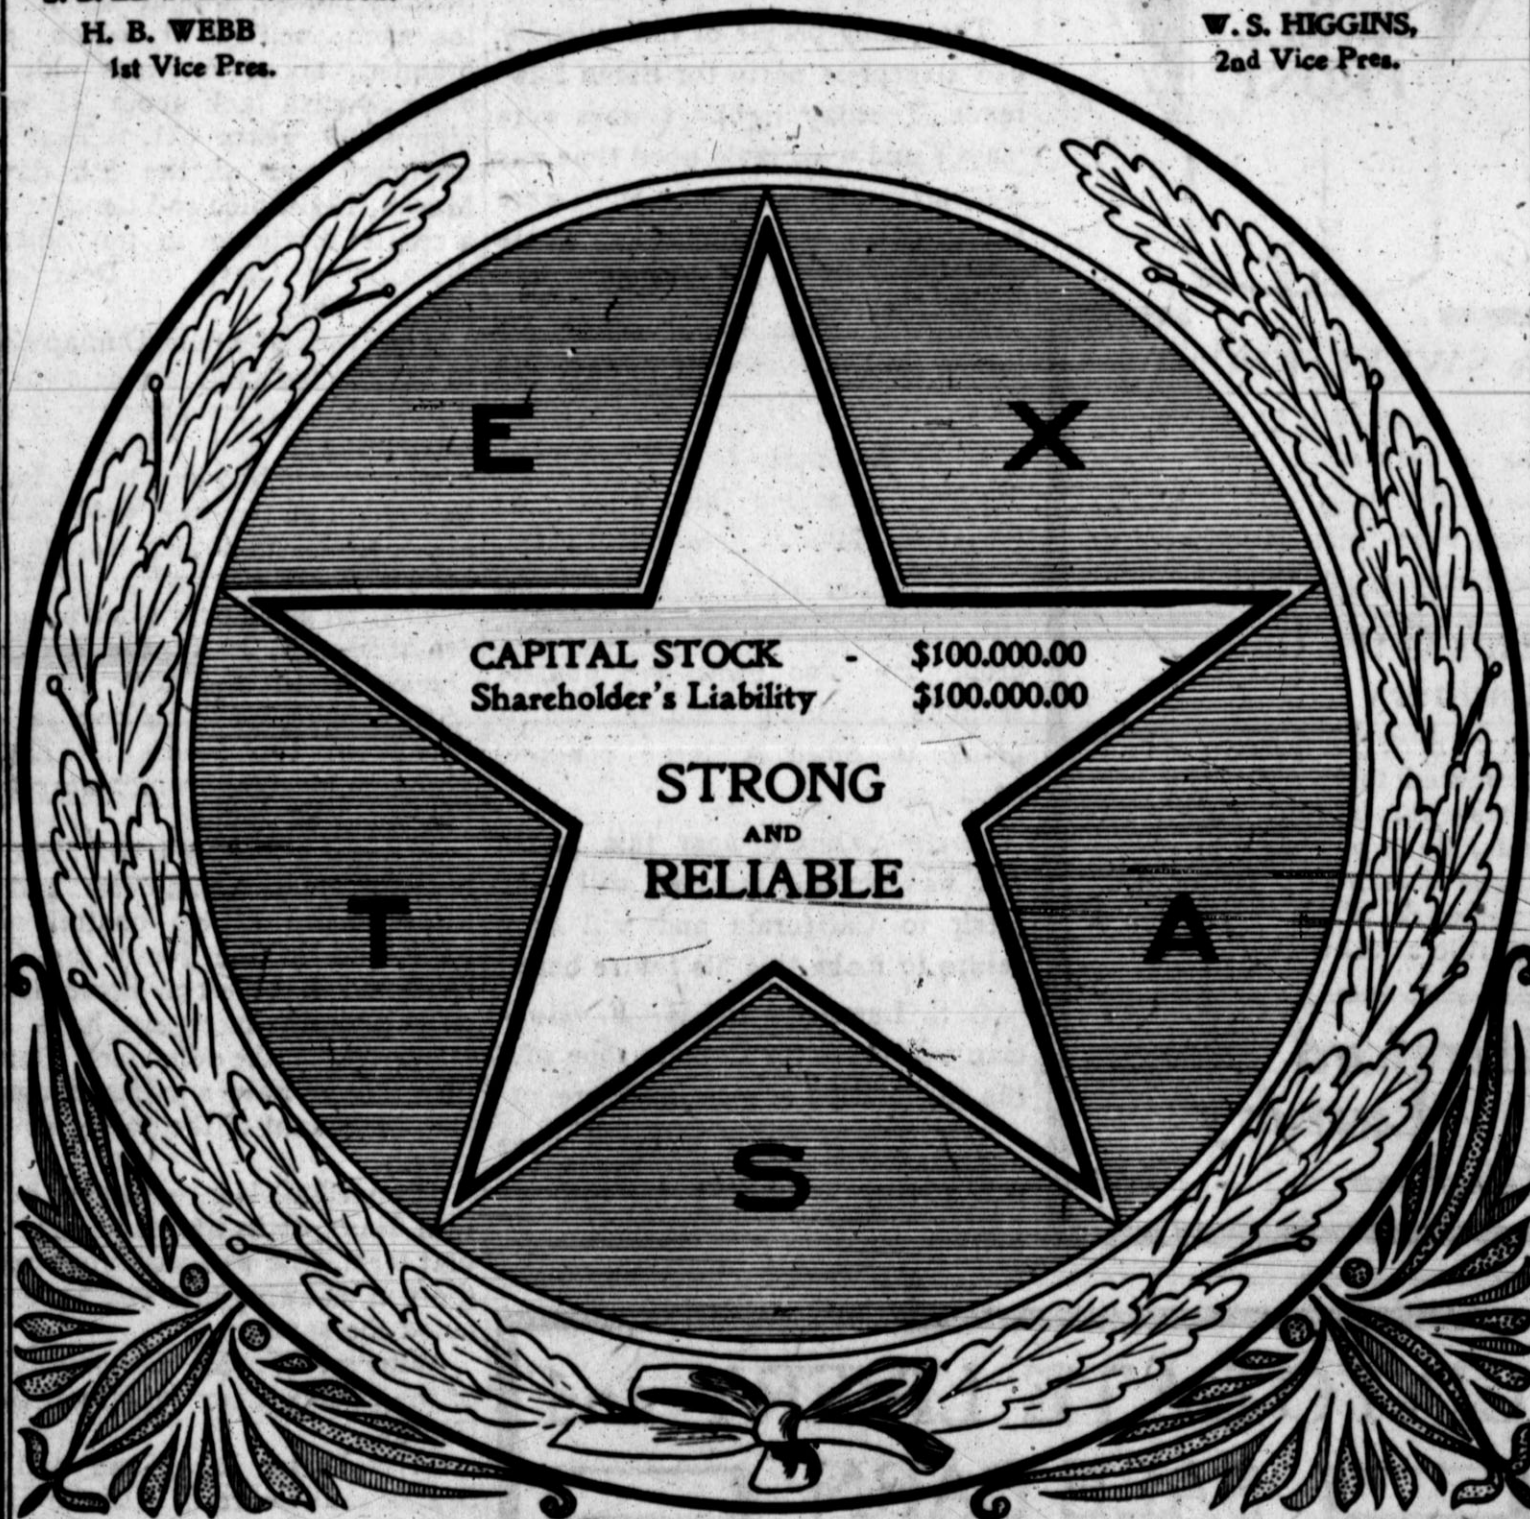 H. B. WEBB
1st Vice Pres.
W. S. HIGGINS,
2nd Vice Pres.
T E X A S
CAPITAL STOCK - $100.000.00
Shareholder's Liability $100.000.00
STRONG
AND
RELIABLE